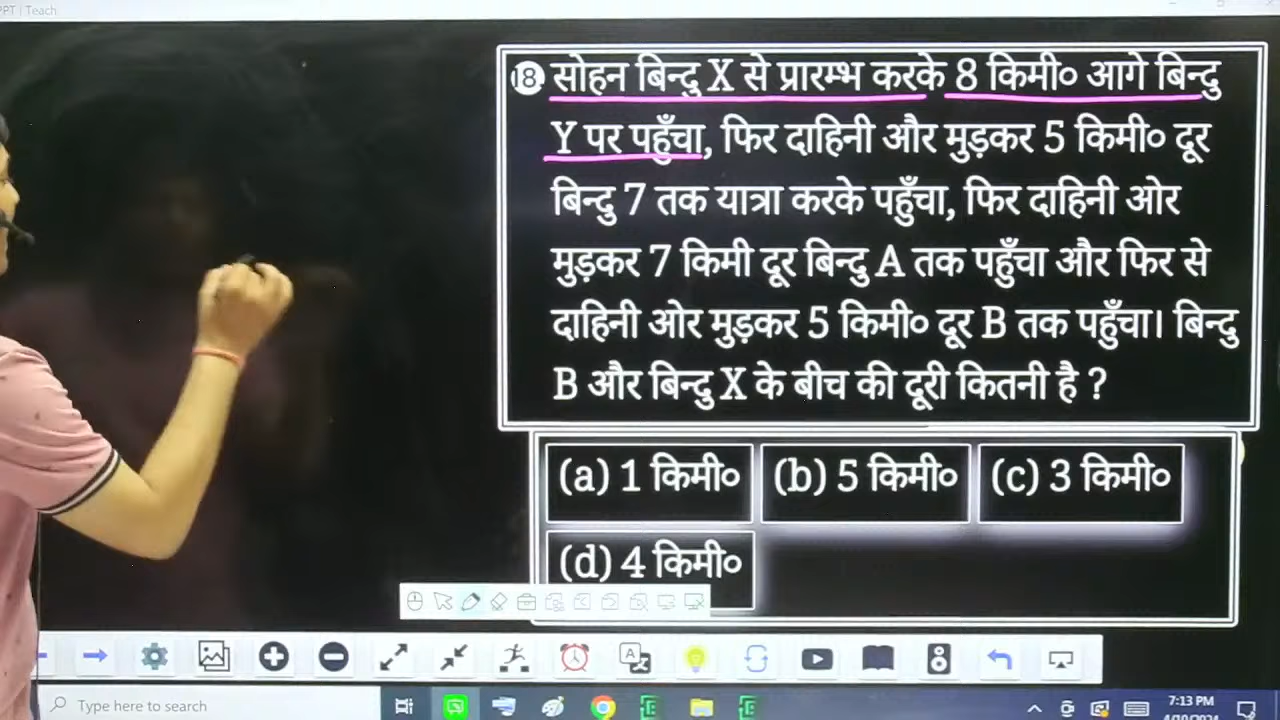 PPT | Teach
18 सोहन बिन्दु X से प्रारम्भ करके 8 किमी० आगे बिन्दु
Y पर पहुँचा, फिर दाहिनी और मुड़कर 5 किमी० दूर
बिन्दु 7 तक यात्रा करके पहुँचा, फिर दाहिनी ओर
मुड़कर 7 किमी दूर बिन्दु A तक पहुँचा और फिर से
दाहिनी ओर मुड़कर 5 किमी० दूर B तक पहुँचा। बिन्दु
B और बिन्दु X के बीच की दूरी कितनी है ?
(a) 1 किमी० (b) 5 किमी० (c) 3 किमी०
(d) 4 किमी०
Type here to search
7:13 PM